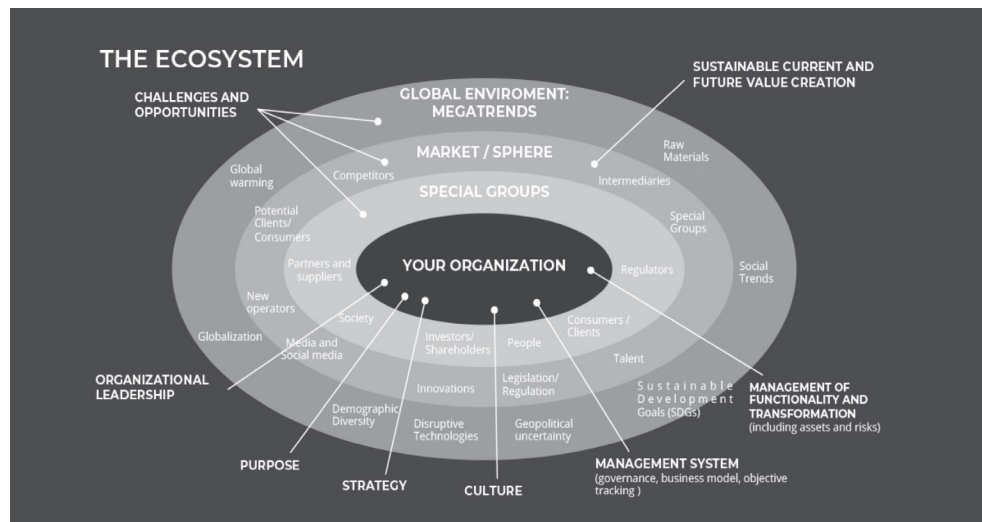 THE ECOSYSTEM
SUSTAINABLE CURRENT AND
FUTURE VALUE CREATION
CHALLENGES AND
OPPORTUNITIES
GLOBAL ENVIROMENT:
MEGATRENDS
MARKET / SPHERE
Raw
Materials
Global
warming
Competitors
Intermediaries
SPECIAL GROUPS
Potential
Clients/
Consumers
Special
Groups
Partners and
suppliers
YOUR ORGANIZATION
Regulators
Social
Trends
New
operators
Society
Consumers /
Clients
Globalization
Media and
Social media
Investors/
Shareholders
People
Talent
ORGANIZATIONAL
LEADERSHIP
Innovations
Legislation/
Regulation
Sustainable
Development
Goals (SDGs)
MANAGEMENT OF
FUNCTIONALITY AND
TRANSFORMATION
(including assets and risks)
Demographic
Diversity
Disruptive
Technologies
Geopolitical
uncertainty
PURPOSE
STRATEGY
CULTURE
MANAGEMENT SYSTEM
(governance, business model, objective
tracking )